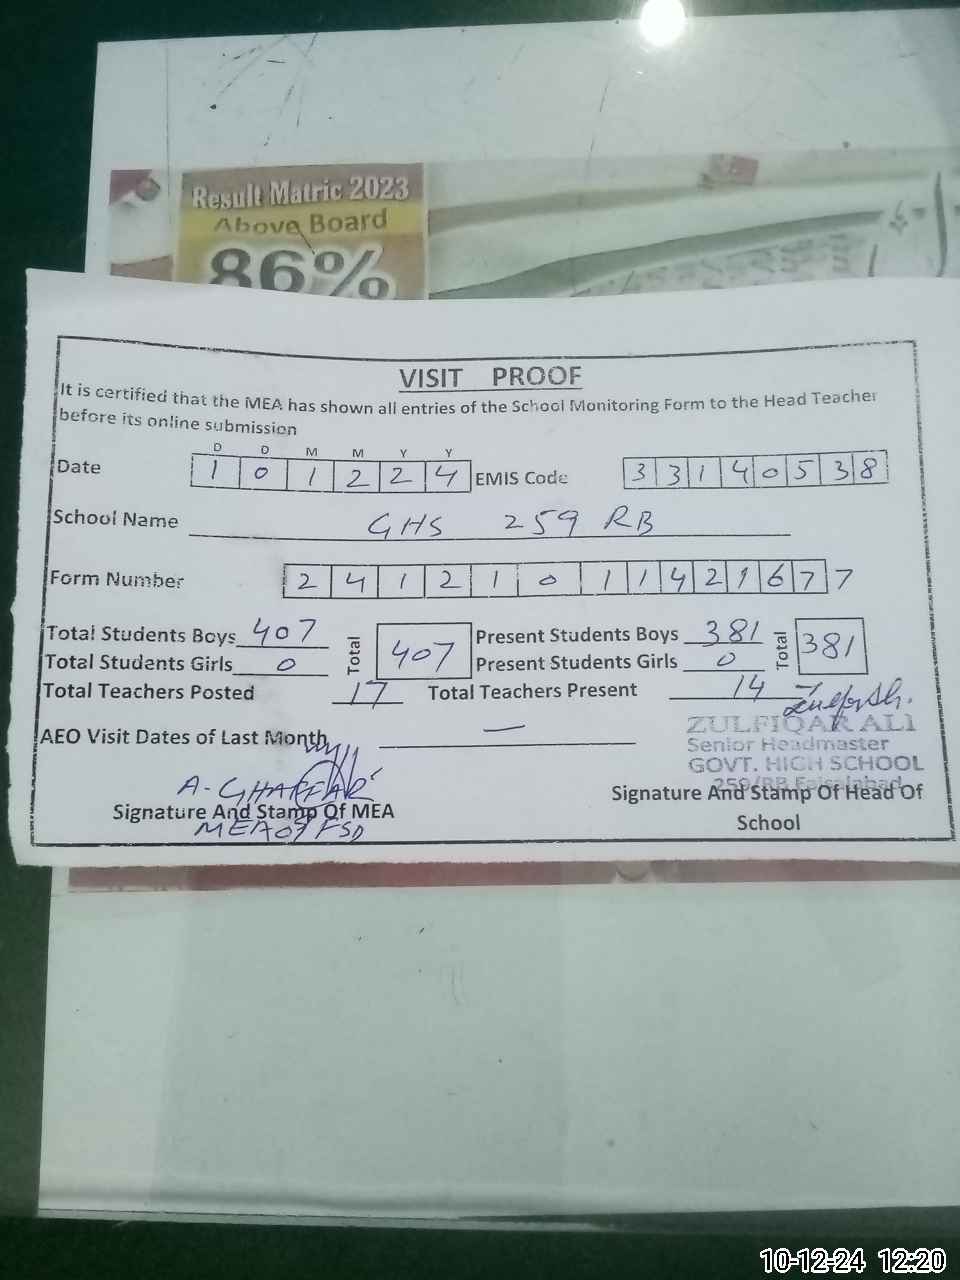 Result Matric 2023
Above Board
86%
VISIT PROOF
It is certified that the MEA has shown all entries of the School Monitoring Form to the Head Teacher
before its online submission
D D M M Y Y
Date 1 0 1 2 2 4 EMIS Code 3 3 1 4 0 5 3 8
School Name GHS 259 RB
Form Number 2 4 1 2 1 0 1 1 4 2 1 6 7 7
Total Students Boys 407 Total 407 Present Students Boys 381 Total 381
Total Students Girls 0 Present Students Girls 0
Total Teachers Posted 17 Total Teachers Present 14
AEO Visit Dates of Last Month —
ZULFIQAR ALI
Senior Headmaster
GOVT. HIGH SCHOOL
259/RB Faisalabad
A-GHAFFAR
Signature And Stamp Of MEA
MEA 07 FSD
Signature And Stamp Of Head Of
School
10-12-24 12:20